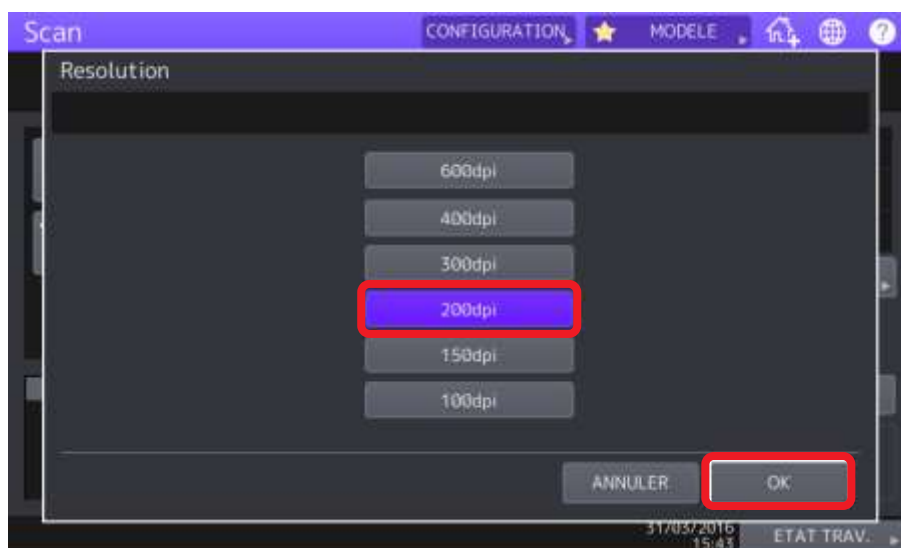 Scan CONFIGURATION MODELE ?
Resolution
600dpi
400dpi
300dpi
200dpi
150dpi
100dpi
ANNULER OK
31/03/2016
15:43 ETAT TRAV.